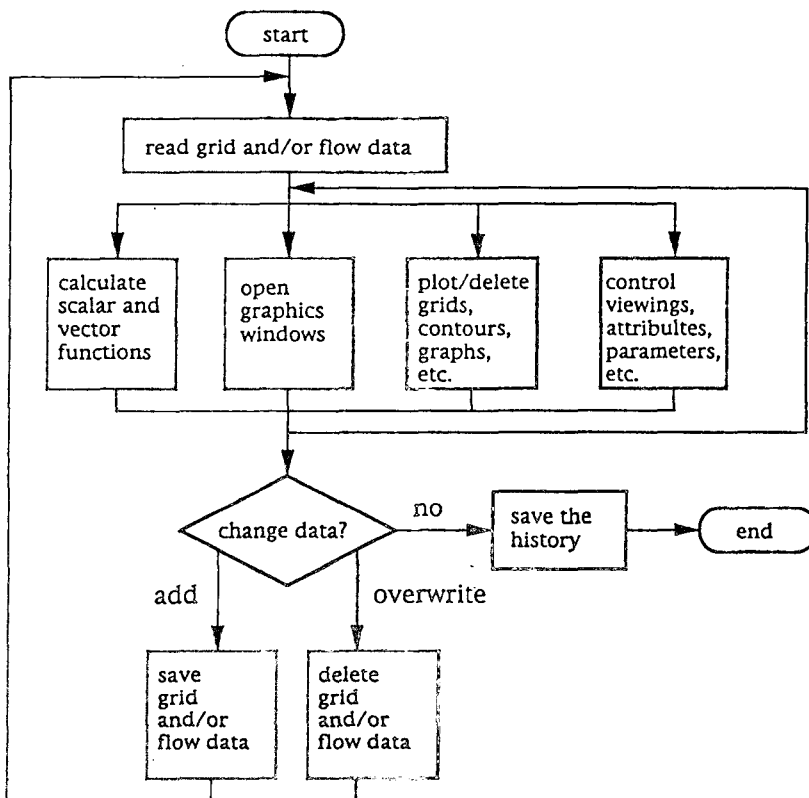 start
read grid and/or flow data
calculate
scalar and
vector
functions
open
graphics
windows
plot/delete
grids,
contours,
graphs,
etc.
control
viewings,
attribultes,
parameters,
etc.
change data?
no
save the
history
end
add
overwrite
save
grid
and/or
flow data
delete
grid
and/or
flow data